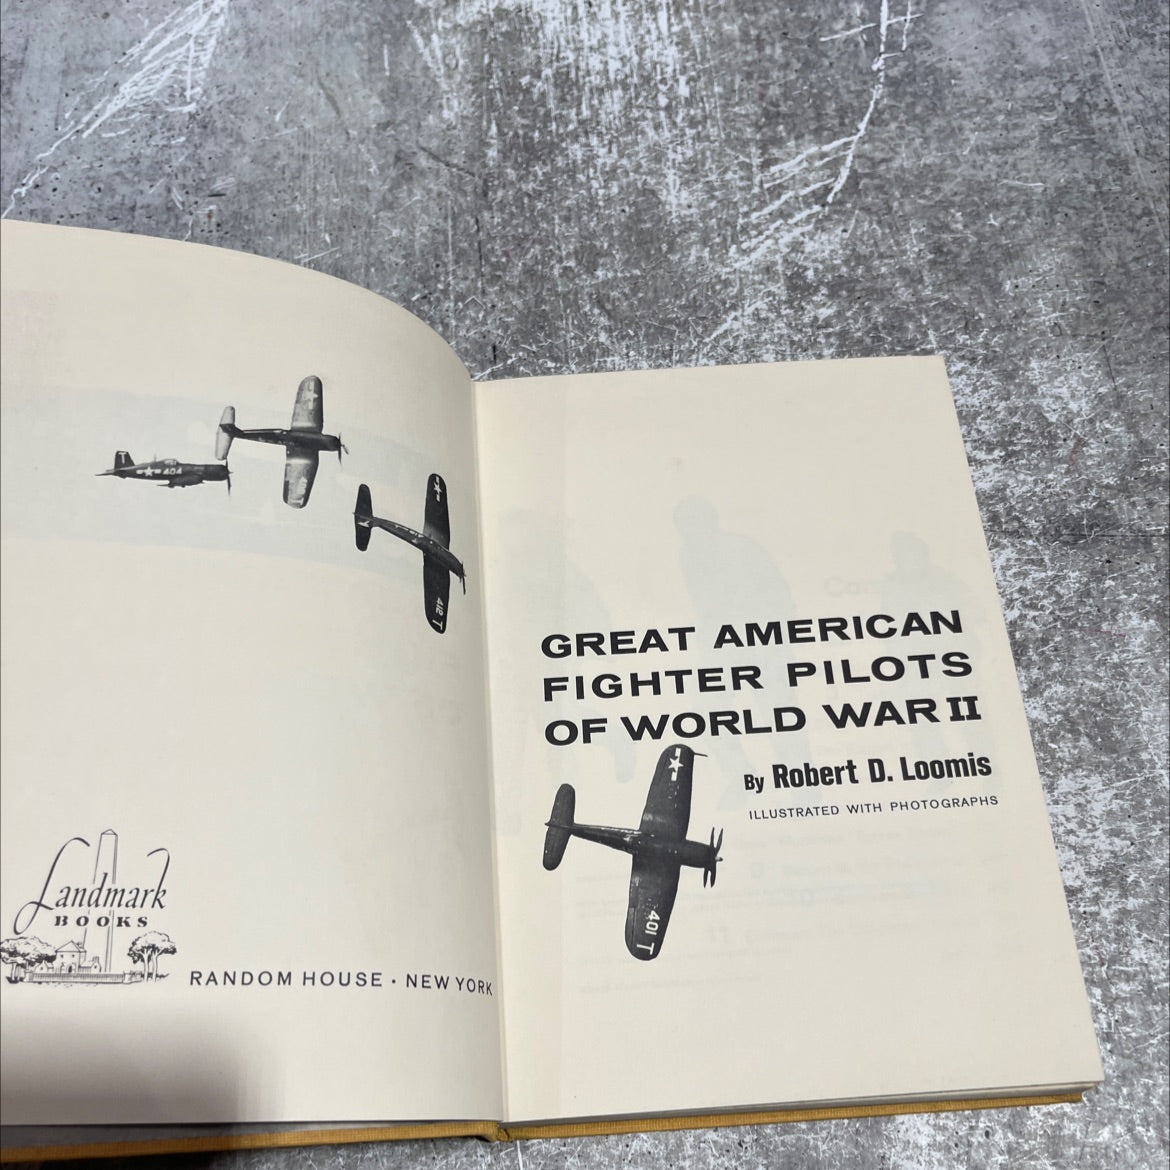 T
404
412 T
Landmark
BOOKS
RANDOM HOUSE • NEW YORK
GREAT AMERICAN
FIGHTER PILOTS
OF WORLD WAR II
By Robert D. Loomis
ILLUSTRATED WITH PHOTOGRAPHS
401 T